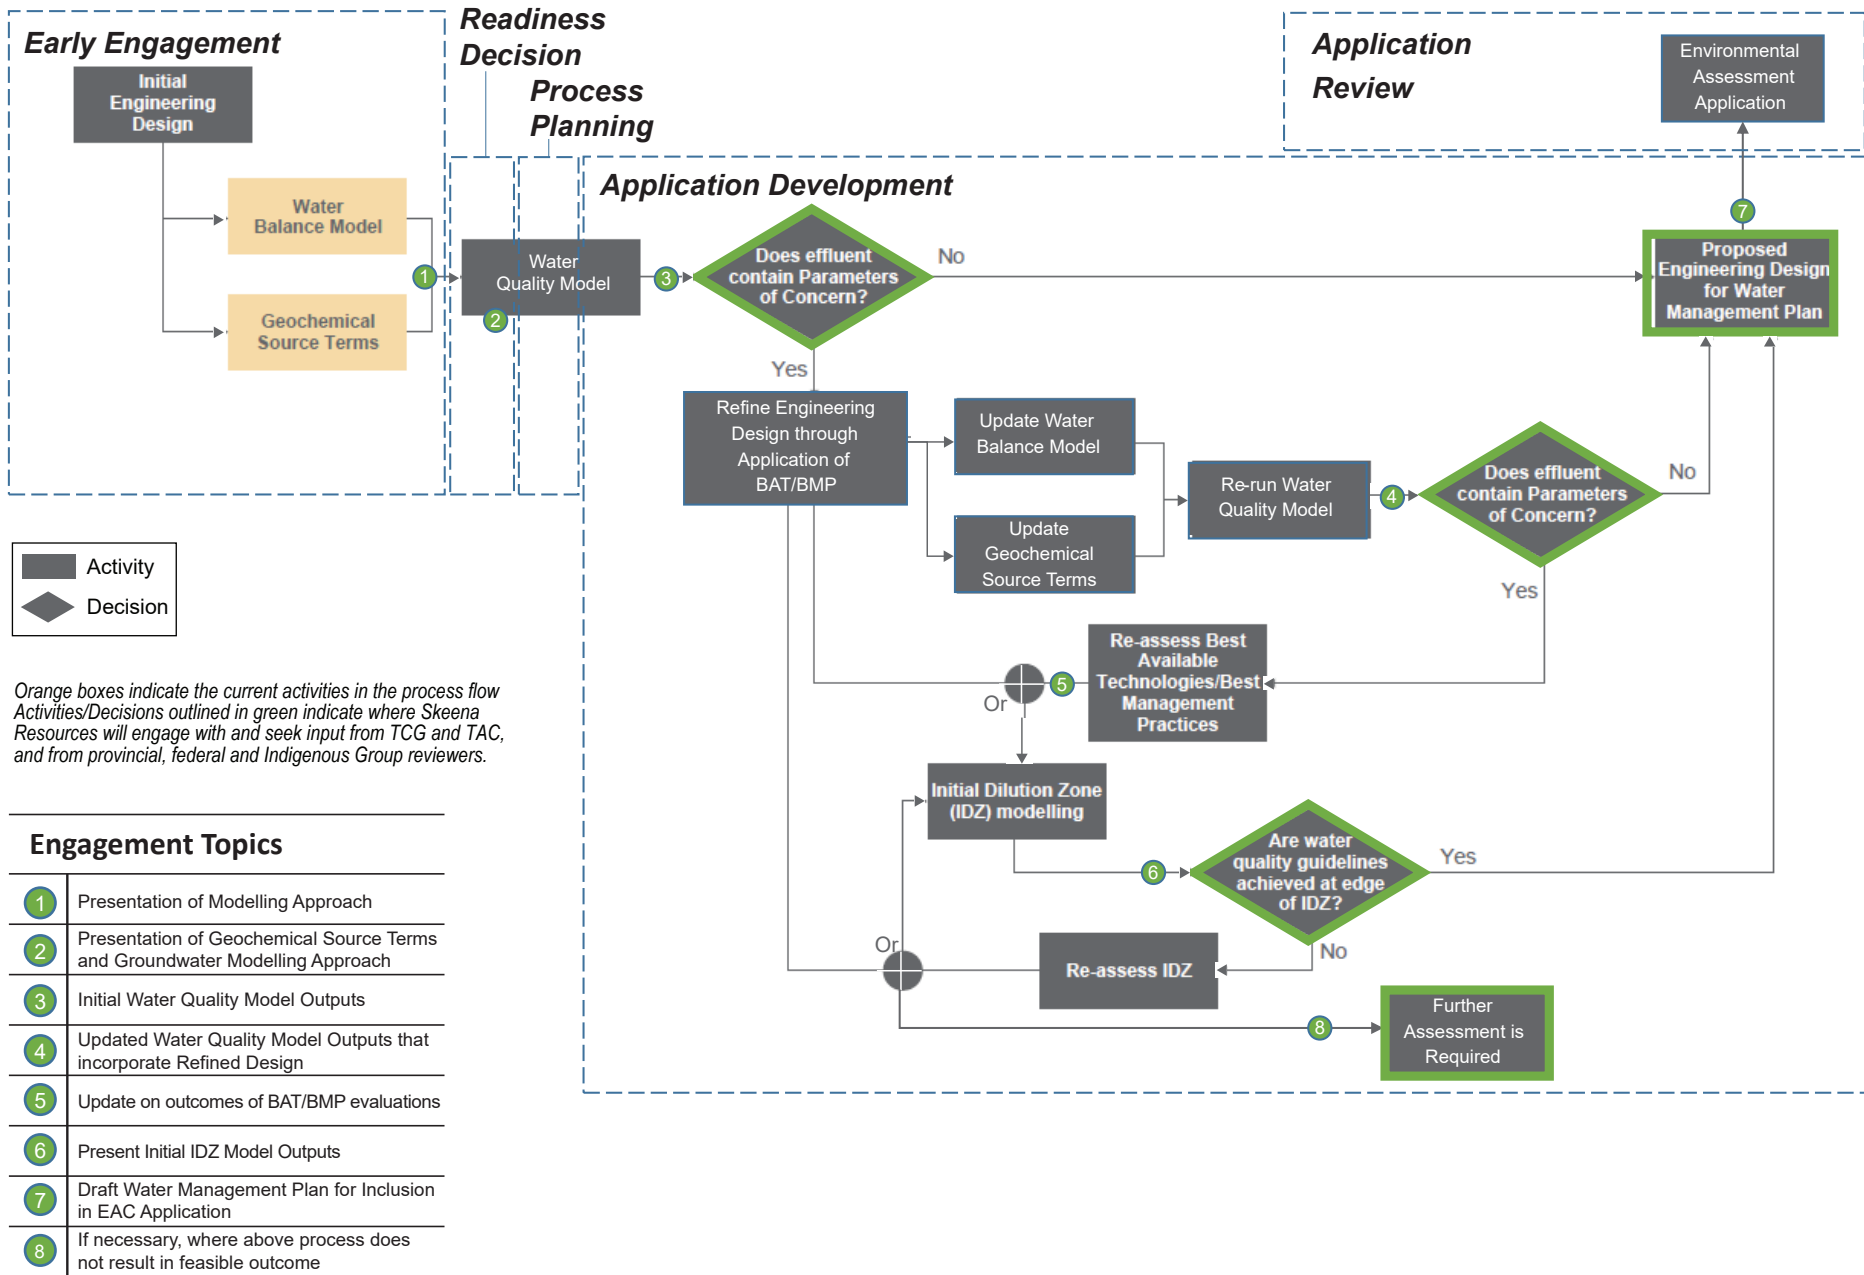 Early Engagement
Initial
Engineering
Design
Water
Balance Model
Geochemical
Source Terms
1
Readiness
Decision
Process
Planning
Water
Quality Model
2
3
Application Development
Does effluent
contain Parameters
of Concern?
No
Yes
Application
Review
Environmental
Assessment
Application
7
Proposed
Engineering Design
for Water
Management Plan
Refine Engineering
Design through
Application of
BAT/BMP
Update Water
Balance Model
Update
Geochemical
Source Terms
Re-run Water
Quality Model
4
Does effluent
contain Parameters
of Concern?
No
Yes
Re-assess Best
Available
Technologies/Best
Management
Practices
5
Or
Initial Dilution Zone
(IDZ) modelling
6
Are water
quality guidelines
achieved at edge
of IDZ?
Yes
No
Re-assess IDZ
Or
8
Further
Assessment is
Required
Activity
Decision
Orange boxes indicate the current activities in the process flow
Activities/Decisions outlined in green indicate where Skeena
Resources will engage with and seek input from TCG and TAC,
and from provincial, federal and Indigenous Group reviewers.
Engagement Topics
1 Presentation of Modelling Approach
2 Presentation of Geochemical Source Terms
and Groundwater Modelling Approach
3 Initial Water Quality Model Outputs
4 Updated Water Quality Model Outputs that
incorporate Refined Design
5 Update on outcomes of BAT/BMP evaluations
6 Present Initial IDZ Model Outputs
7 Draft Water Management Plan for Inclusion
in EAC Application
8 If necessary, where above process does
not result in feasible outcome